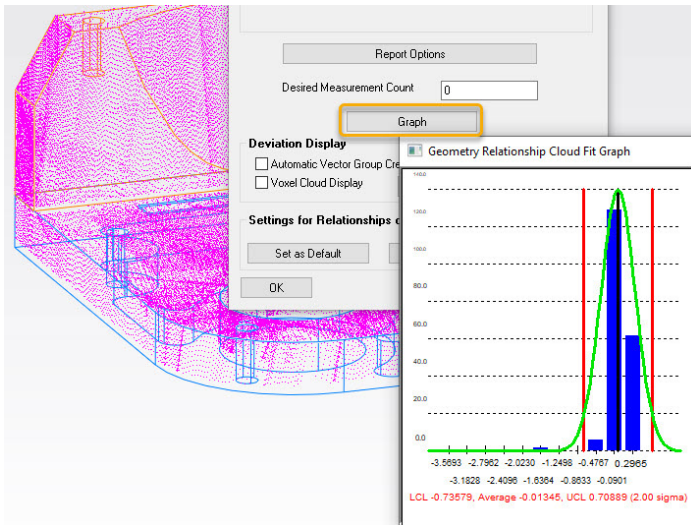 Report Options
Desired Measurement Count 0
Graph
Deviation Display
Automatic Vector Group Cre
Voxel Cloud Display
Settings for Relationships
Set as Default
OK
Geometry Relationship Cloud Fit Graph
140.0
120.0
100.0
80.0
60.0
40.0
20.0
0.0
-3.5693 -2.7962 -2.0230 -1.2498 -0.4767 0.2965
-3.1828 -2.4096 -1.6364 -0.8633 -0.0901
LCL -0.73579, Average -0.01345, UCL 0.70889 (2.00 sigma)